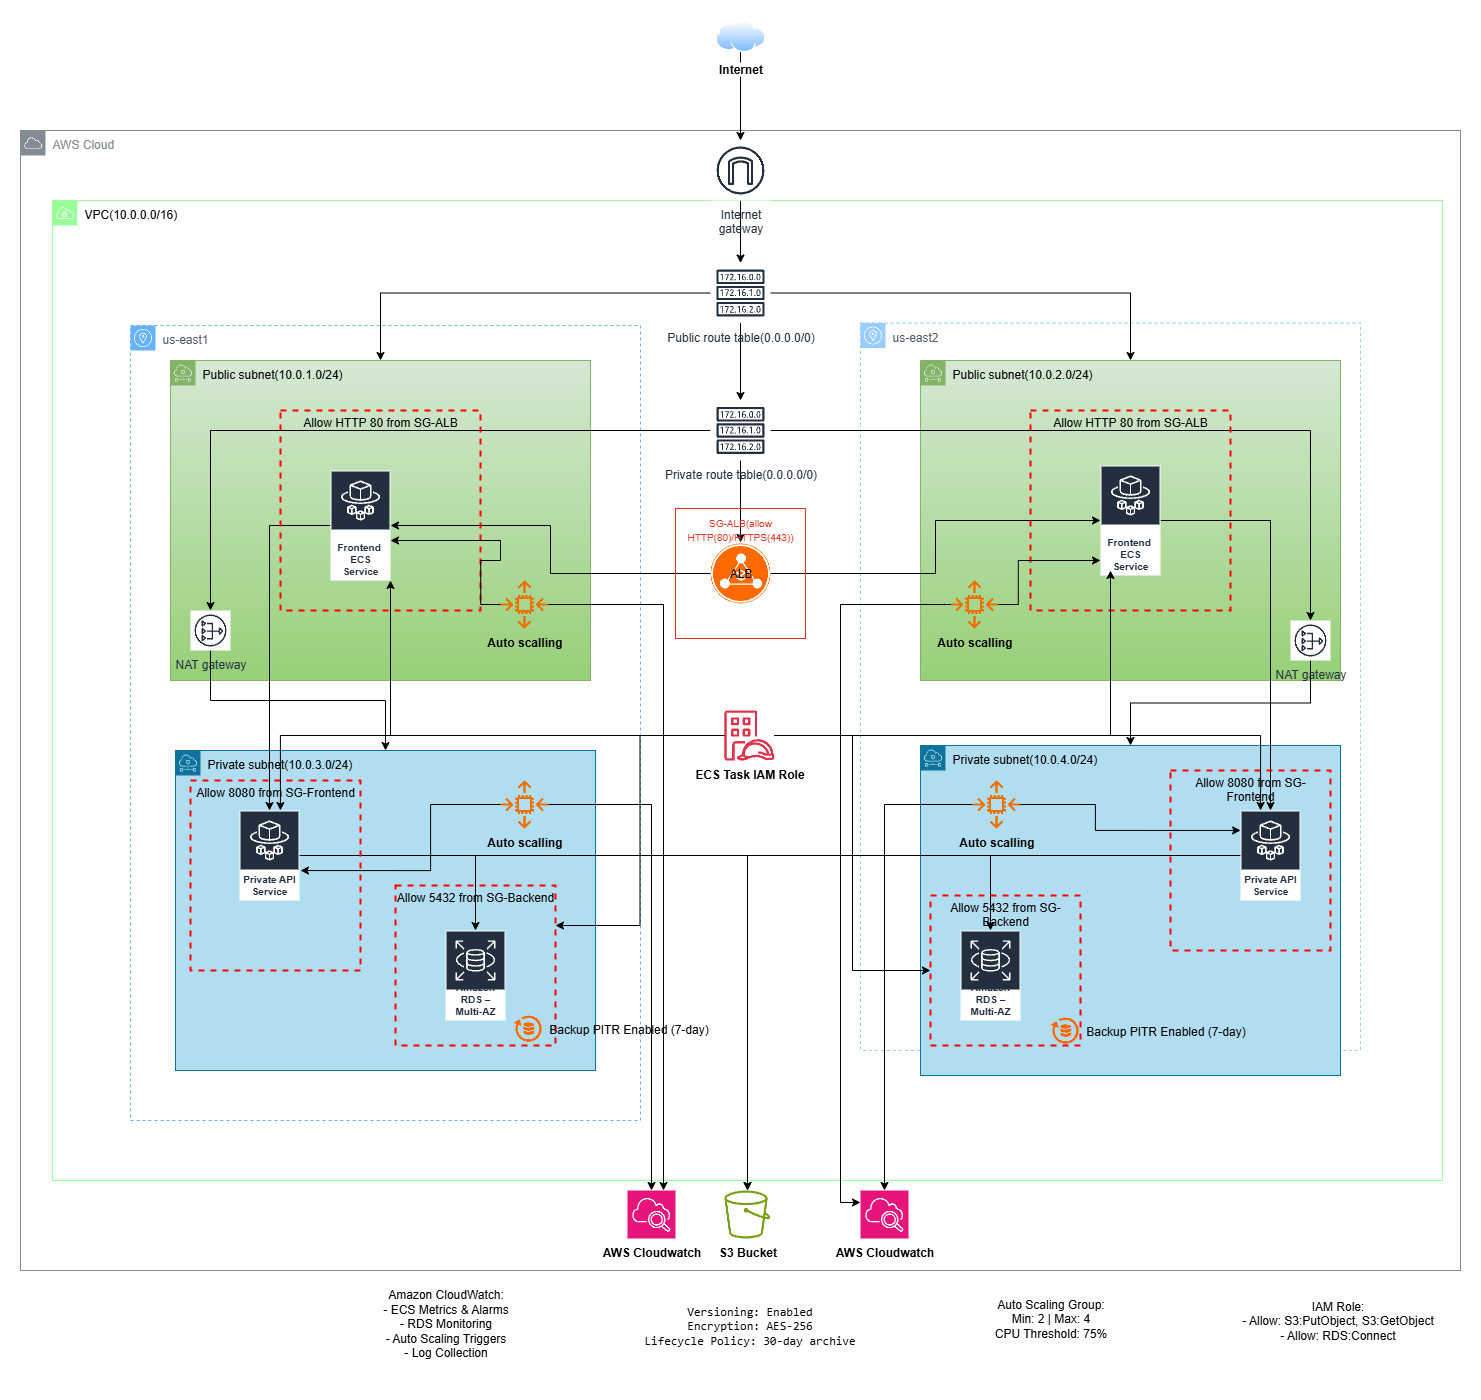 Internet
AWS Cloud
VPC(10.0.0.0/16)
Internet
gateway
172.16.0.0
172.16.1.0
172.16.2.0
Public route table(0.0.0.0/0)
us-east1
us-east2
Public subnet(10.0.1.0/24)
Public subnet(10.0.2.0/24)
Allow HTTP 80 from SG-ALB
172.16.0.0
172.16.1.0
172.16.2.0
Allow HTTP 80 from SG-ALB
Private route table(0.0.0.0/0)
SG-ALB(allow
HTTP(80)/HTTPS(443))
Frontend
ECS
Service
ALB
Frontend
ECS
Service
Auto scalling
Auto scalling
NAT gateway
NAT gateway
ECS Task IAM Role
Private subnet(10.0.3.0/24)
Private subnet(10.0.4.0/24)
Allow 8080 from SG-Frontend
Allow 8080 from SG-
Frontend
Auto scalling
Auto scalling
Private API
Service
Private API
Service
Allow 5432 from SG-Backend
Allow 5432 from SG-
Backend
Amazon
RDS –
Multi-AZ
Amazon
RDS –
Multi-AZ
Backup PITR Enabled (7-day)
Backup PITR Enabled (7-day)
AWS Cloudwatch
S3 Bucket
AWS Cloudwatch
Amazon CloudWatch:
- ECS Metrics & Alarms
- RDS Monitoring
- Auto Scaling Triggers
- Log Collection
Versioning: Enabled
Encryption: AES-256
Lifecycle Policy: 30-day archive
Auto Scaling Group:
Min: 2 | Max: 4
CPU Threshold: 75%
IAM Role:
- Allow: S3:PutObject, S3:GetObject
- Allow: RDS:Connect